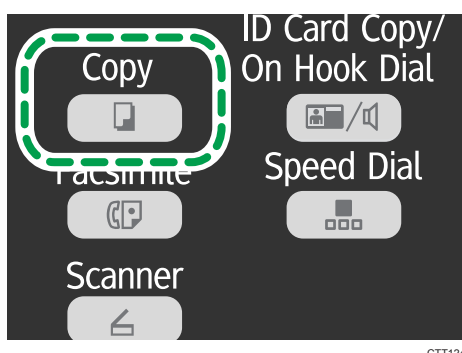 Copy
ID Card Copy/
On Hook Dial
Facsimile
Speed Dial
Scanner